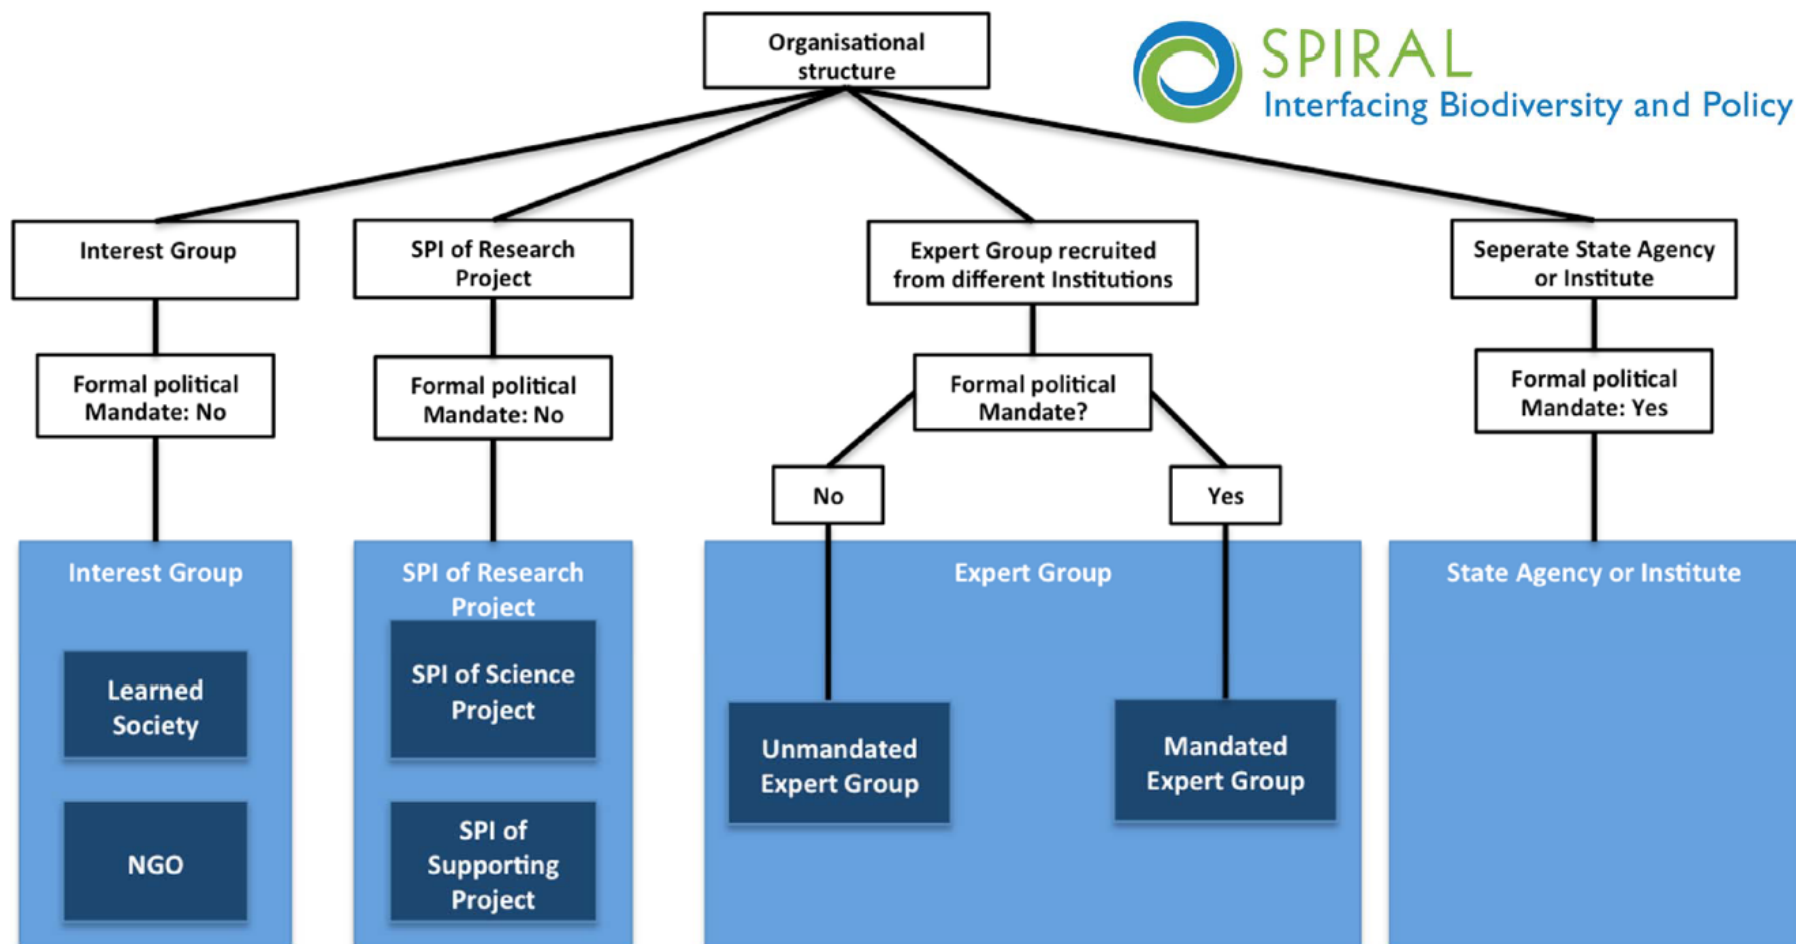 Organisational
structure
SPIRAL
Interfacing Biodiversity and Policy
Interest Group
SPI of Research
Project
Expert Group recruited
from different Institutions
Seperate State Agency
or Institute
Formal political
Mandate: No
Formal political
Mandate: No
Formal political
Mandate?
Formal political
Mandate: Yes
No
Yes
Interest Group
SPI of Research
Project
Expert Group
State Agency or Institute
Learned
Society
SPI of Science
Project
Unmandated
Expert Group
Mandated
Expert Group
NGO
SPI of
Supporting
Project